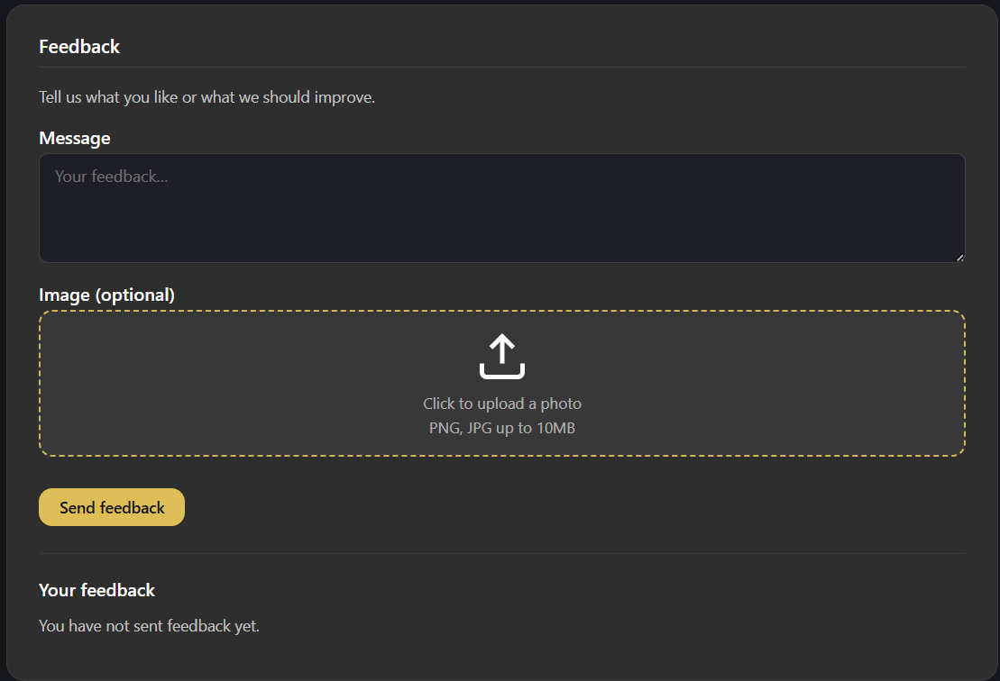 Feedback
Tell us what you like or what we should improve.
Message
Your feedback...
Image (optional)
Click to upload a photo
PNG, JPG up to 10MB
Send feedback
Your feedback
You have not sent feedback yet.